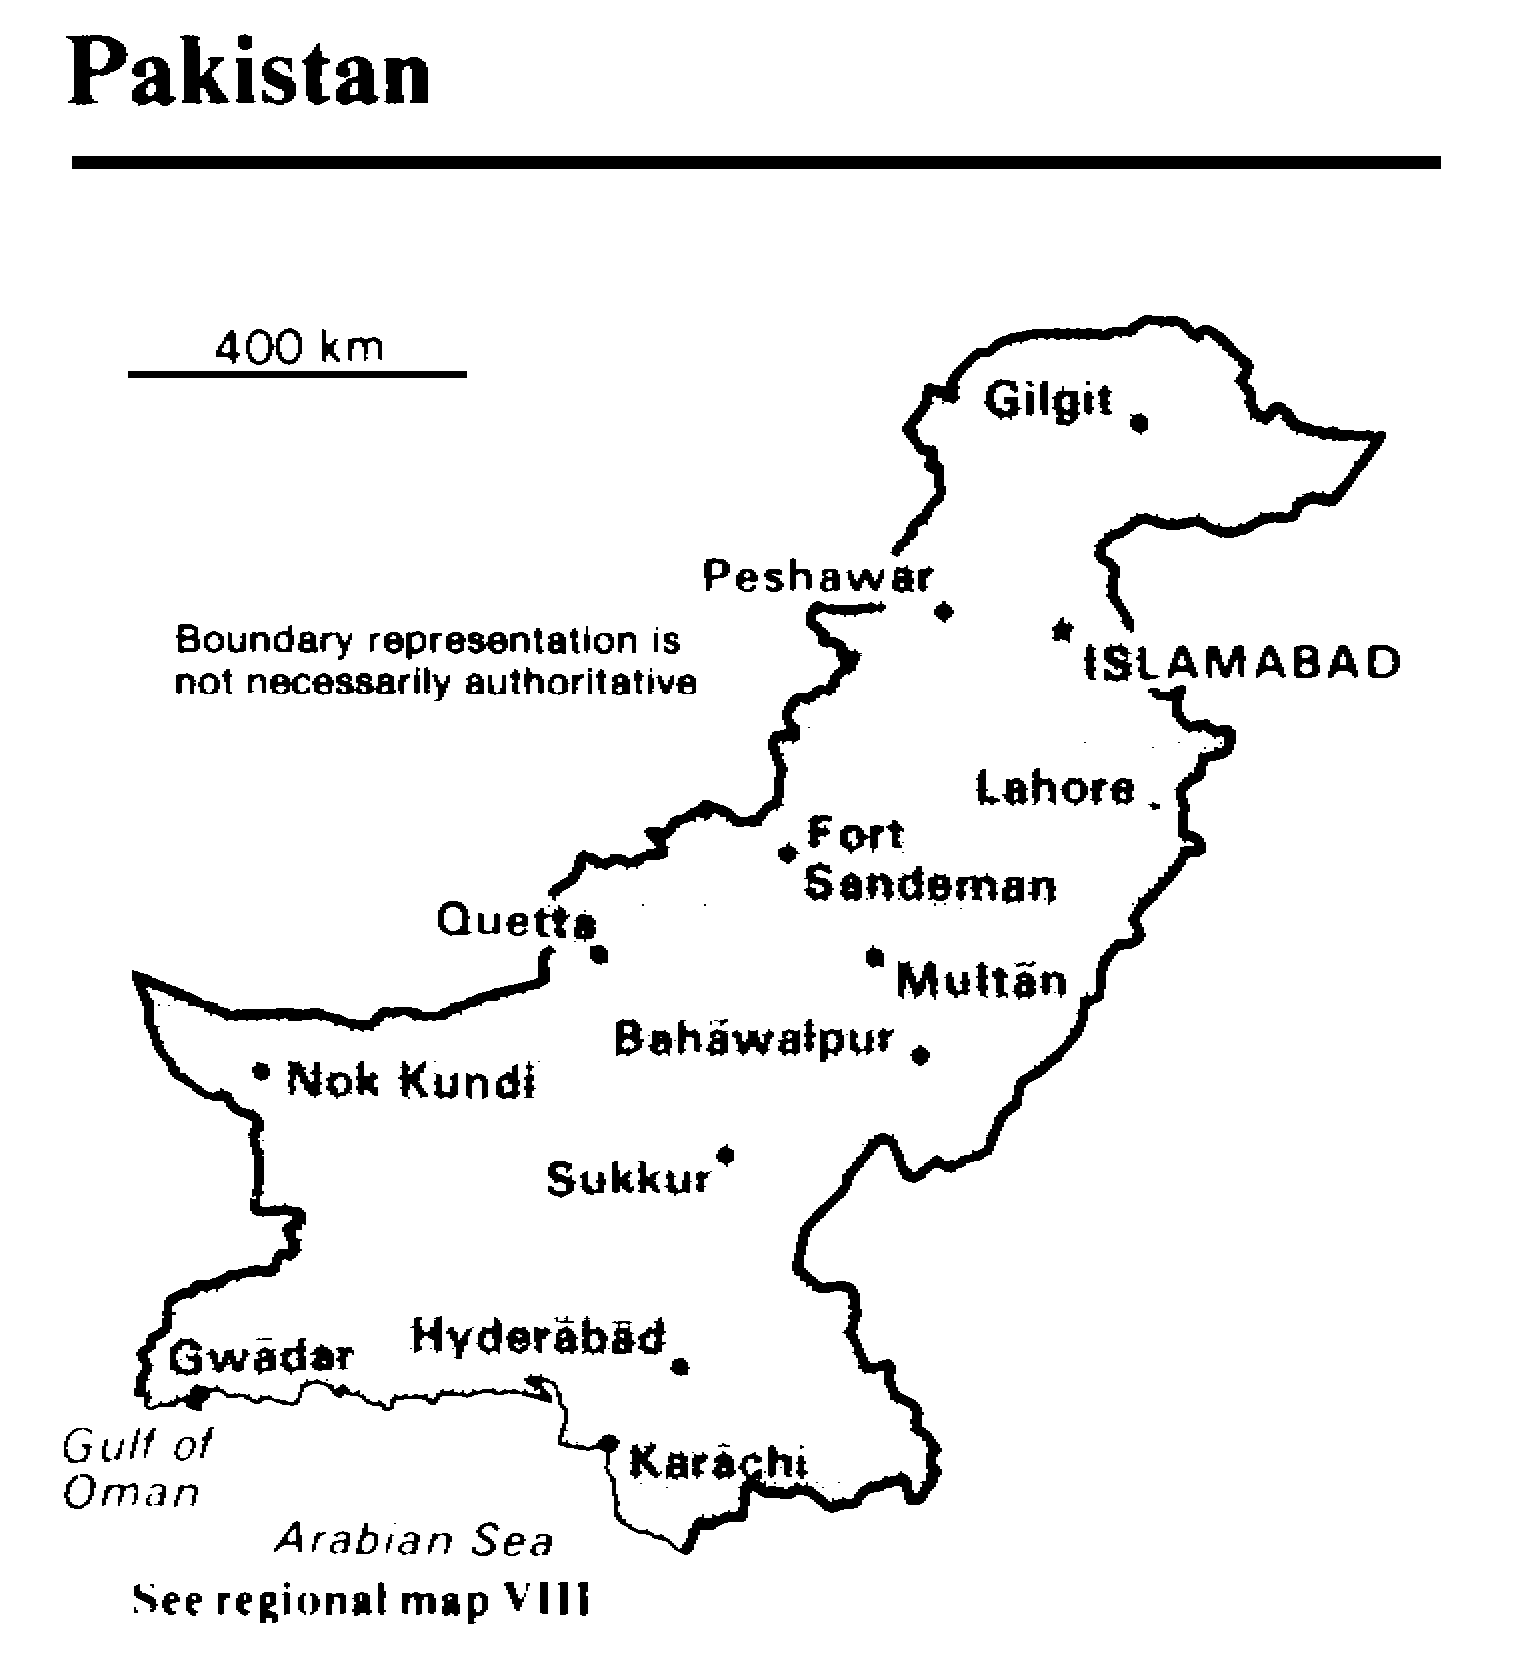 Pakistan
400 km
Gilgit
Peshawar
Boundary representation is
not necessarily authoritative
ISLAMABAD
Lahore
Fort
Sandeman
Quetta
Multān
Bahāwalpur
Nok Kundi
Sukkur
Hyderābād
Gwādar
Gulf of
Oman
Karāchi
Arabian Sea
See regional map VIII